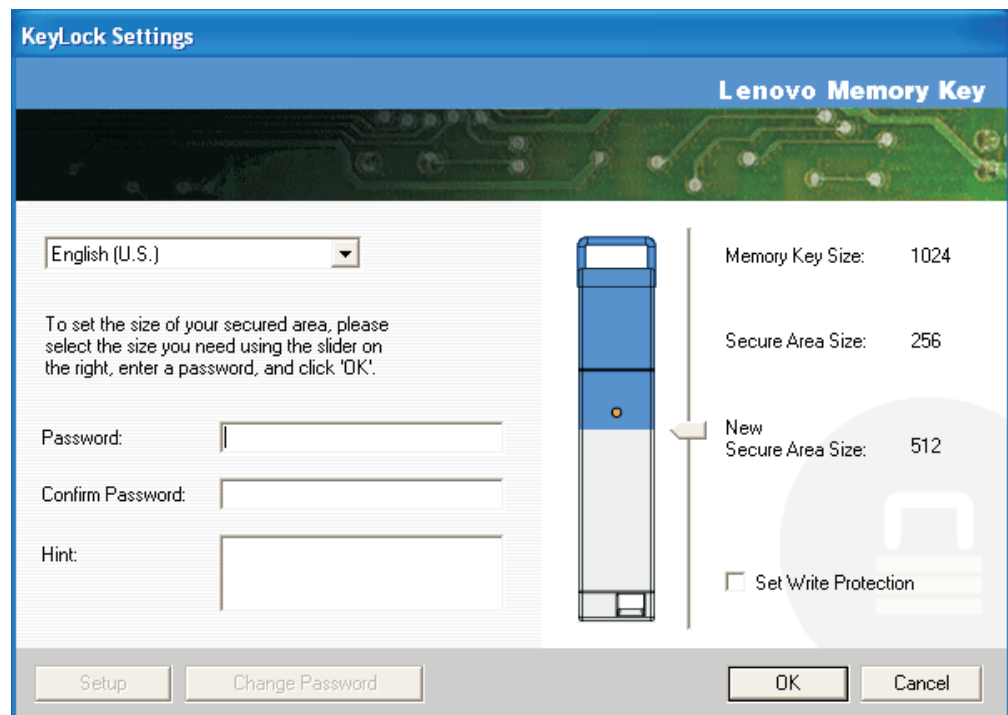 KeyLock Settings
Lenovo Memory Key
English (U.S.)
To set the size of your secured area, please
select the size you need using the slider on
the right, enter a password, and click 'OK'.
Password:
Confirm Password:
Hint:
Memory Key Size: 1024
Secure Area Size: 256
New
Secure Area Size: 512
Set Write Protection
Setup
Change Password
OK
Cancel